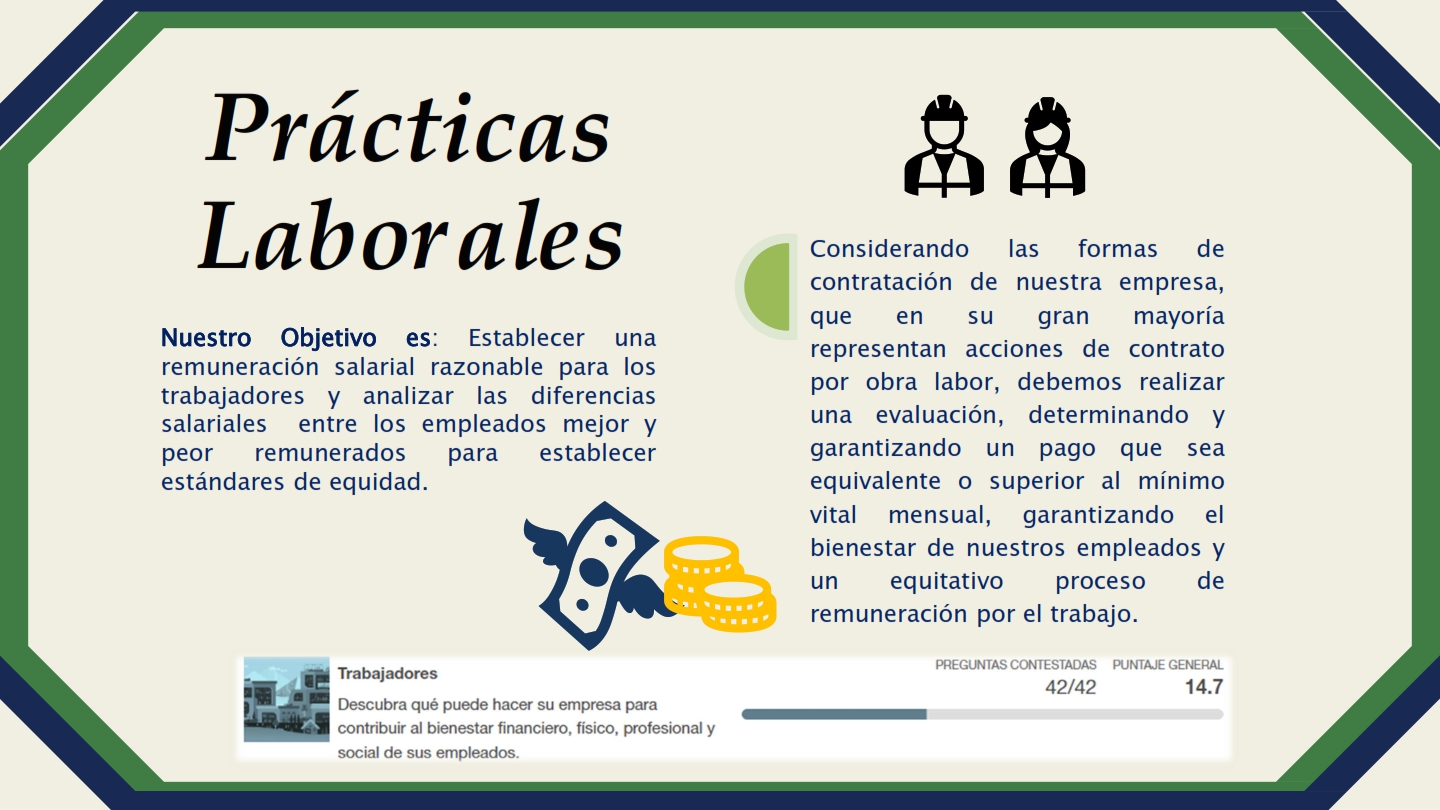 Prácticas
Laborales
Nuestro Objetivo es: Establecer una
remuneración salarial razonable para los
trabajadores y analizar las diferencias
salariales entre los empleados mejor y
peor remunerados para establecer
estándares de equidad.
Considerando las formas de
contratación de nuestra empresa,
que en su gran mayoría
representan acciones de contrato
por obra labor, debemos realizar
una evaluación, determinando y
garantizando un pago que sea
equivalente o superior al mínimo
vital mensual, garantizando el
bienestar de nuestros empleados y
un equitativo proceso de
remuneración por el trabajo.
Trabajadores
Descubra qué puede hacer su empresa para
contribuir al bienestar financiero, físico, profesional y
social de sus empleados.
PREGUNTAS CONTESTADAS PUNTAJE GENERAL
42/42 14.7